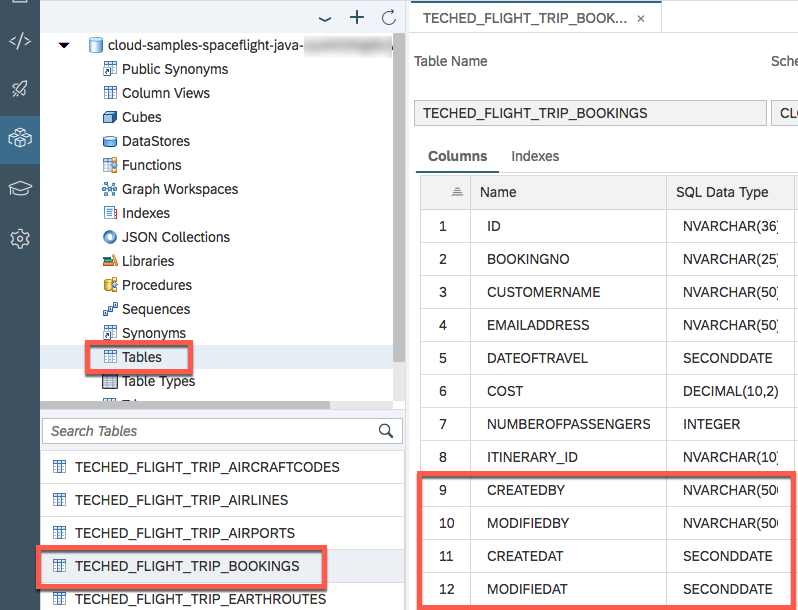 cloud-samples-spaceflight-java-
Public Synonyms
Column Views
Cubes
DataStores
Functions
Graph Workspaces
Indexes
JSON Collections
Libraries
Procedures
Sequences
Synonyms
Tables
Table Types
Search Tables
TECHED_FLIGHT_TRIP_AIRCRAFTCODES
TECHED_FLIGHT_TRIP_AIRLINES
TECHED_FLIGHT_TRIP_AIRPORTS
TECHED_FLIGHT_TRIP_BOOKINGS
TECHED_FLIGHT_TRIP_EARTHROUTES
TECHED_FLIGHT_TRIP_BOOK... ×
Table Name Sche
TECHED_FLIGHT_TRIP_BOOKINGS CL
Columns Indexes
Name SQL Data Type
1 ID NVARCHAR(36)
2 BOOKINGNO NVARCHAR(25)
3 CUSTOMERNAME NVARCHAR(50)
4 EMAILADDRESS NVARCHAR(50)
5 DATEOFTRAVEL SECONDDATE
6 COST DECIMAL(10,2)
7 NUMBEROFPASSENGERS INTEGER
8 ITINERARY_ID NVARCHAR(10)
9 CREATEDBY NVARCHAR(500
10 MODIFIEDBY NVARCHAR(500
11 CREATEDAT SECONDDATE
12 MODIFIEDAT SECONDDATE